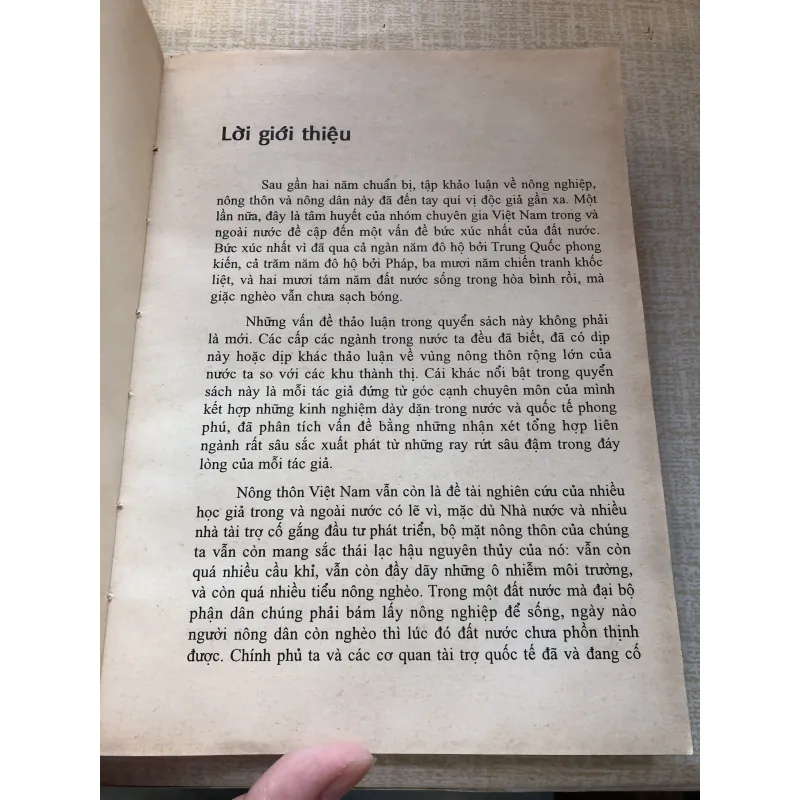 Lời giới thiệu
Sau gần hai năm chuẩn bị, tập khảo luận về nông nghiệp,
nông thôn và nông dân này đã đến tay quí vị độc giả gần xa. Một
lần nữa, đây là tâm huyết của nhóm chuyên gia Việt Nam trong và
ngoài nước đề cập đến một vấn đề bức xúc nhất của đất nước.
Bức xúc nhất vì đã qua cả ngàn năm đô hộ bởi Trung Quốc phong
kiến, cả trăm năm đô hộ bởi Pháp, ba mươi năm chiến tranh khốc
liệt, và hai mươi tám năm đất nước sống trong hòa bình rồi, mà
giặc nghèo vẫn chưa sạch bóng.
Những vấn đề thảo luận trong quyển sách này không phải
là mới. Các cấp các ngành trong nước ta đều đã biết, đã có dịp
này hoặc dịp khác thảo luận về vùng nông thôn rộng lớn của
nước ta so với các khu thành thị. Cái khác nổi bật trong quyển
sách này là mỗi tác giả đứng từ góc cạnh chuyên môn của mình
kết hợp những kinh nghiệm dày dặn trong nước và quốc tế phong
phú, đã phân tích vấn đề bằng những nhận xét tổng hợp liên
ngành rất sâu sắc xuất phát từ những ray rứt sâu đậm trong đáy
lòng của mỗi tác giả.
Nông thôn Việt Nam vẫn còn là đề tài nghiên cứu của nhiều
học giả trong và ngoài nước có lẽ vì, mặc dù Nhà nước và nhiều
nhà tài trợ cố gắng đầu tư phát triển, bộ mặt nông thôn của chúng
ta vẫn còn mang sắc thái lạc hậu nguyên thủy của nó: vẫn còn
quá nhiều cầu khỉ, vẫn còn đầy dãy những ô nhiễm môi trường,
và còn quá nhiều tiểu nông nghèo. Trong một đất nước mà đại bộ
phận dân chúng phải bám lấy nông nghiệp để sống, ngày nào
người nông dân còn nghèo thì lúc đó đất nước chưa phồn thịnh
được. Chính phủ ta và các cơ quan tài trợ quốc tế đã và đang cố